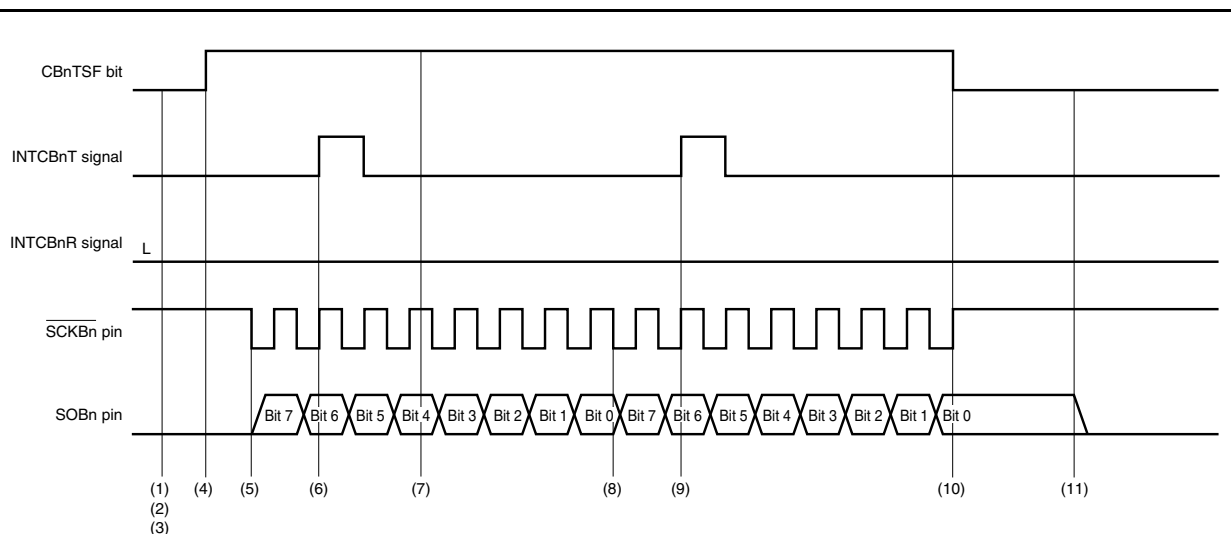 CBnTSF bit
INTCBnT signal
INTCBnR signal L
SCKBn pin
SOBn pin Bit 7 Bit 6 Bit 5 Bit 4 Bit 3 Bit 2 Bit 1 Bit 0 Bit 7 Bit 6 Bit 5 Bit 4 Bit 3 Bit 2 Bit 1 Bit 0
(1) (4) (5) (6) (7) (8) (9) (10) (11)
(2)
(3)